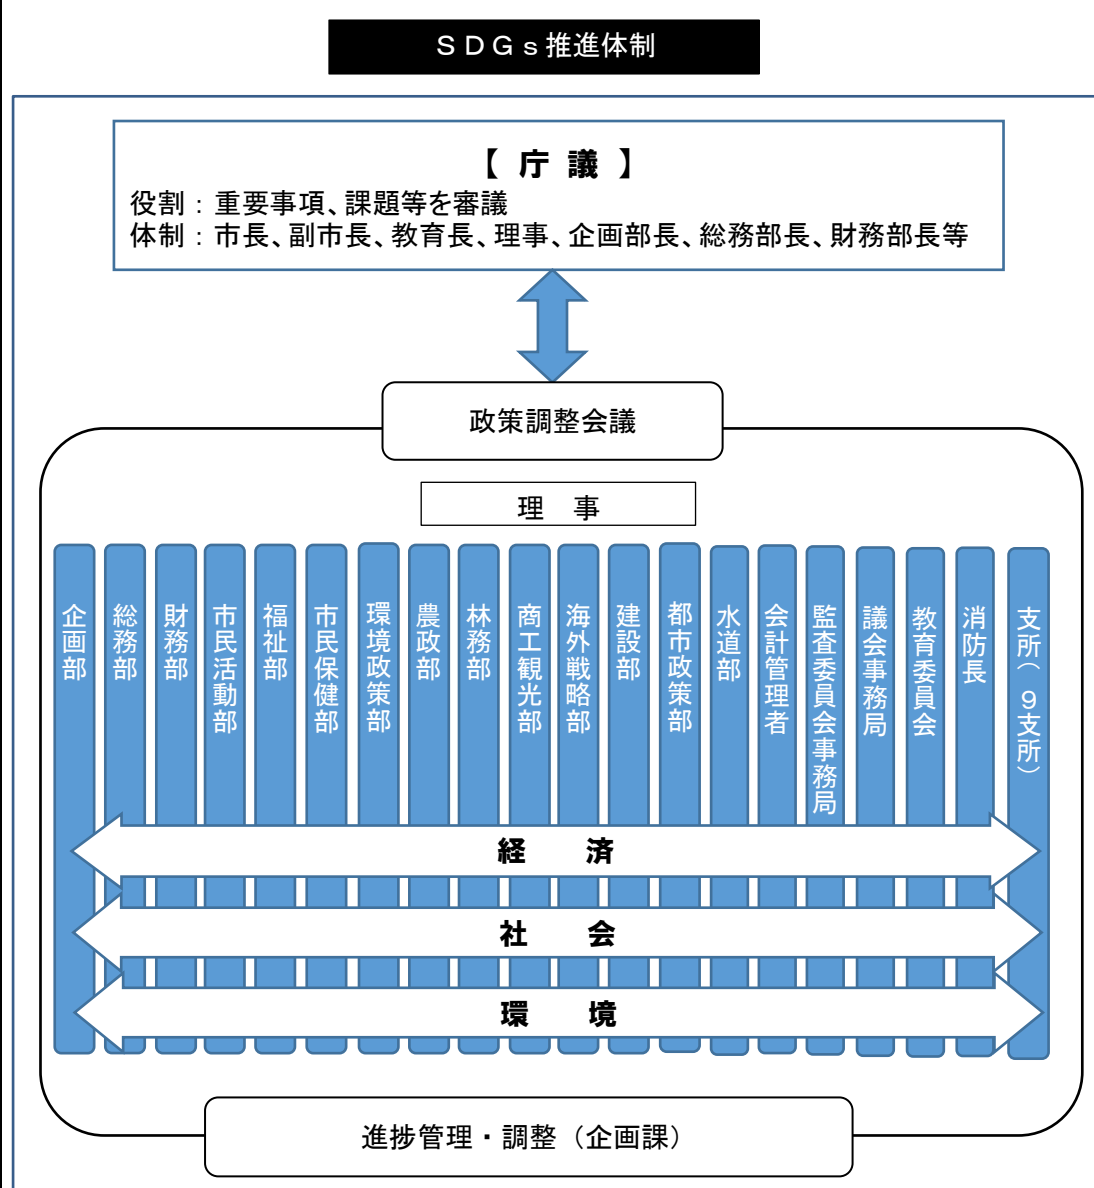 ＳＤＧｓ推進体制
【 庁 議 】
役割：重要事項、課題等を審議
体制：市長、副市長、教育長、理事、企画部長、総務部長、財務部長等
政策調整会議
理　事
企画部
総務部
財務部
市民活動部
福祉部
市民保健部
環境政策部
農政部
林務部
商工観光部
海外戦略部
建設部
都市政策部
水道部
会計管理者
監査委員会事務局
議会事務局
教育委員会
消防長
支所（９支所）
経　済
社　会
環　境
進捗管理・調整（企画課）